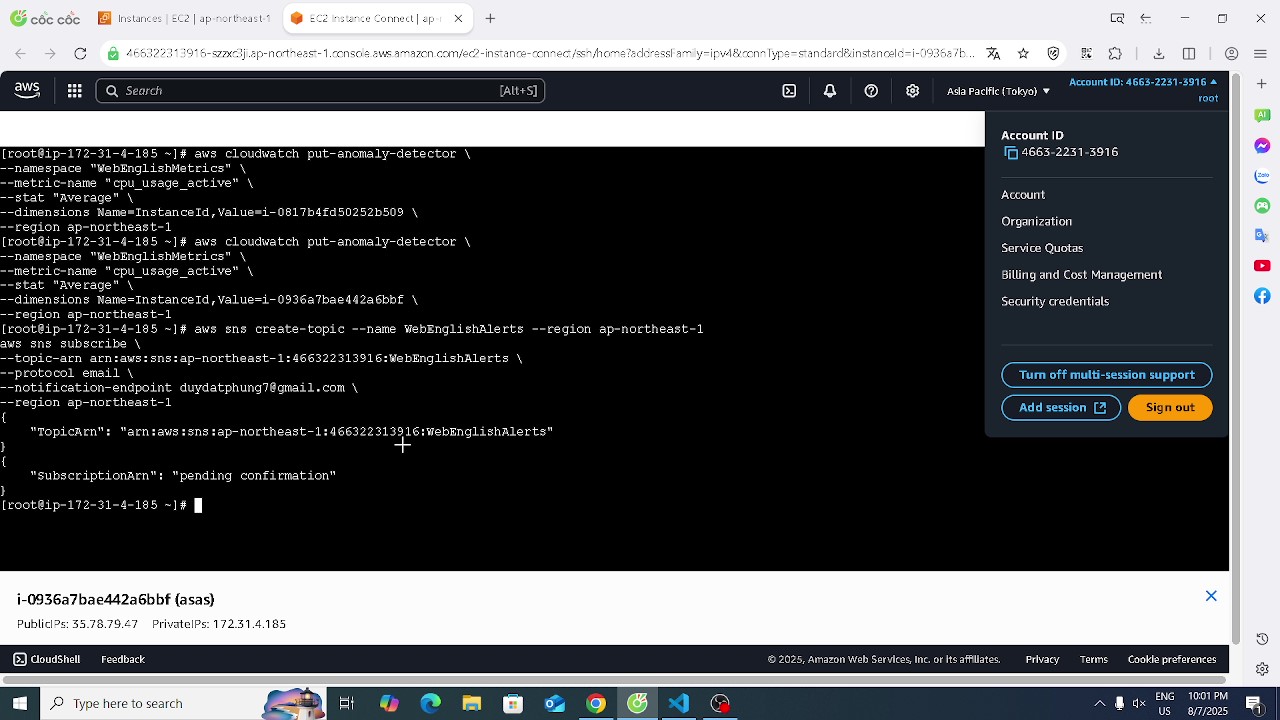 cốc cốc
Instances | EC2 | ap-northeast-1
EC2 Instance Connect | ap-n
466322313916-szzxd3ji.ap-northeast-1.console.aws.amazon.com/ec2-instance-connect/ssh/home?addressFamily=ipv4&connType=standard&instanceId=i-0936a7b...
aws
Search
[Alt+S]
Asia Pacific (Tokyo)
Account ID: 4663-2231-3916
root
Account ID
4663-2231-3916
Account
Organization
Service Quotas
Billing and Cost Management
Security credentials
Turn off multi-session support
Add session
Sign out
[root@ip-172-31-4-185 ~]# aws cloudwatch put-anomaly-detector \
--namespace "WebEnglishMetrics" \
--metric-name "cpu_usage_active" \
--stat "Average" \
--dimensions Name=InstanceId,Value=i-0817b4fd50252b509 \
--region ap-northeast-1
[root@ip-172-31-4-185 ~]# aws cloudwatch put-anomaly-detector \
--namespace "WebEnglishMetrics" \
--metric-name "cpu_usage_active" \
--stat "Average" \
--dimensions Name=InstanceId,Value=i-0936a7bae442a6bbf \
--region ap-northeast-1
[root@ip-172-31-4-185 ~]# aws sns create-topic --name WebEnglishAlerts --region ap-northeast-1
aws sns subscribe \
--topic-arn arn:aws:sns:ap-northeast-1:466322313916:WebEnglishAlerts \
--protocol email \
--notification-endpoint duydatphung7@gmail.com \
--region ap-northeast-1
{
"TopicArn": "arn:aws:sns:ap-northeast-1:466322313916:WebEnglishAlerts"
}
{
"SubscriptionArn": "pending confirmation"
}
[root@ip-172-31-4-185 ~]#
i-0936a7bae442a6bbf (asas)
PublicIPs: 35.78.79.47 PrivateIPs: 172.31.4.185
CloudShell
Feedback
© 2025, Amazon Web Services, Inc. or its affiliates.
Privacy
Terms
Cookie preferences
AI
Zalo
Type here to search
ENG
US
10:01 PM
8/7/2025